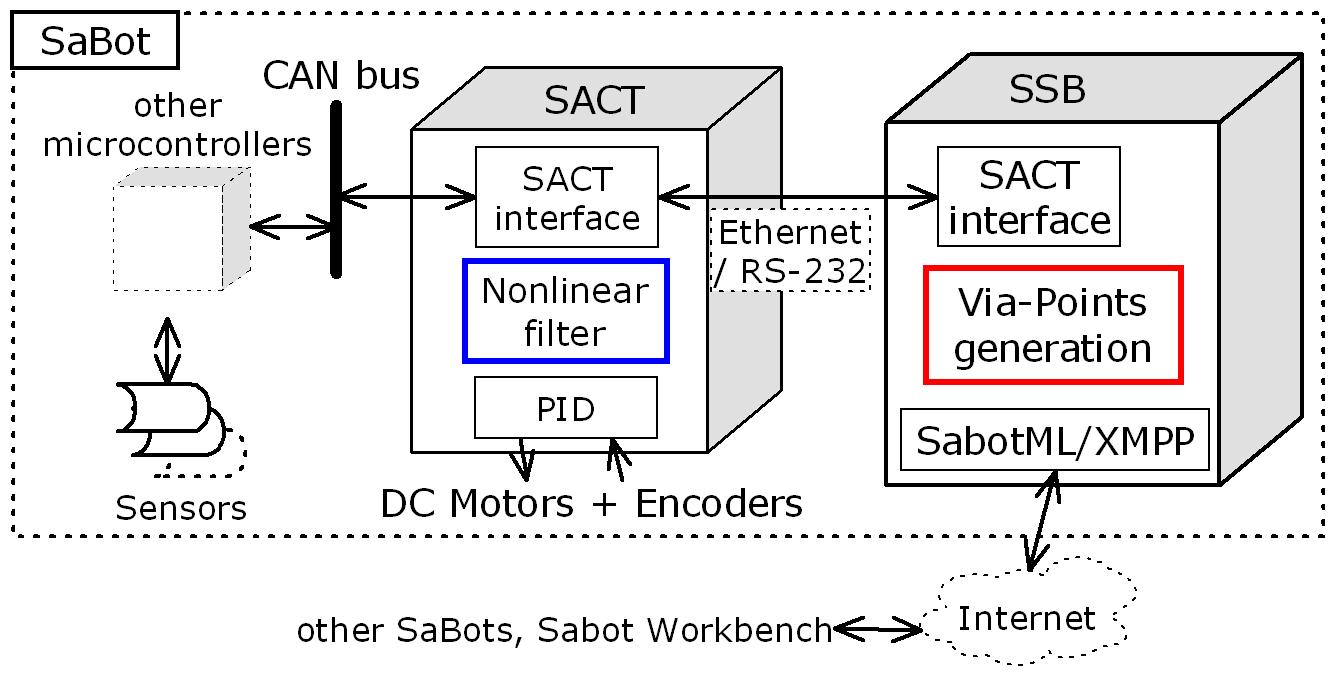 SaBot
CAN bus
other
microcontrollers
Sensors
SACT
SACT
interface
Nonlinear
filter
PID
DC Motors + Encoders
Ethernet
/ RS-232
SSB
SACT
interface
Via-Points
generation
SabotML/XMPP
Internet
other SaBots, Sabot Workbench